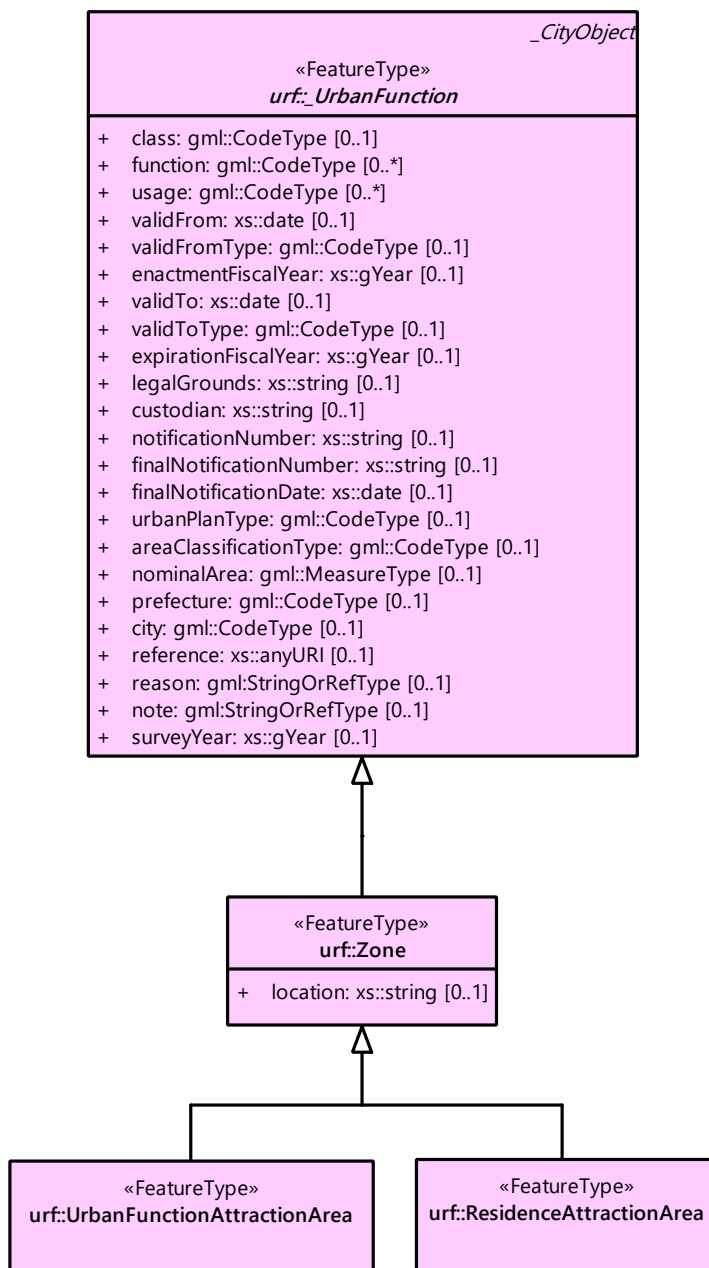 _CityObject
«FeatureType»
urf::_UrbanFunction
+ class: gml::CodeType [0..1]
+ function: gml::CodeType [0..*]
+ usage: gml::CodeType [0..*]
+ validFrom: xs::date [0..1]
+ validFromType: gml::CodeType [0..1]
+ enactmentFiscalYear: xs::gYear [0..1]
+ validTo: xs::date [0..1]
+ validToType: gml::CodeType [0..1]
+ expirationFiscalYear: xs::gYear [0..1]
+ legalGrounds: xs::string [0..1]
+ custodian: xs::string [0..1]
+ notificationNumber: xs::string [0..1]
+ finalNotificationNumber: xs::string [0..1]
+ finalNotificationDate: xs::date [0..1]
+ urbanPlanType: gml::CodeType [0..1]
+ areaClassificationType: gml::CodeType [0..1]
+ nominalArea: gml::MeasureType [0..1]
+ prefecture: gml::CodeType [0..1]
+ city: gml::CodeType [0..1]
+ reference: xs::anyURI [0..1]
+ reason: gml:StringOrRefType [0..1]
+ note: gml:StringOrRefType [0..1]
+ surveyYear: xs::gYear [0..1]
«FeatureType»
urf::Zone
+ location: xs::string [0..1]
«FeatureType»
urf::UrbanFunctionAttractionArea
«FeatureType»
urf::ResidenceAttractionArea